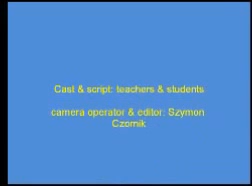 Cast & script: teachers & students
camera operator & editor: Szymon
Czornik